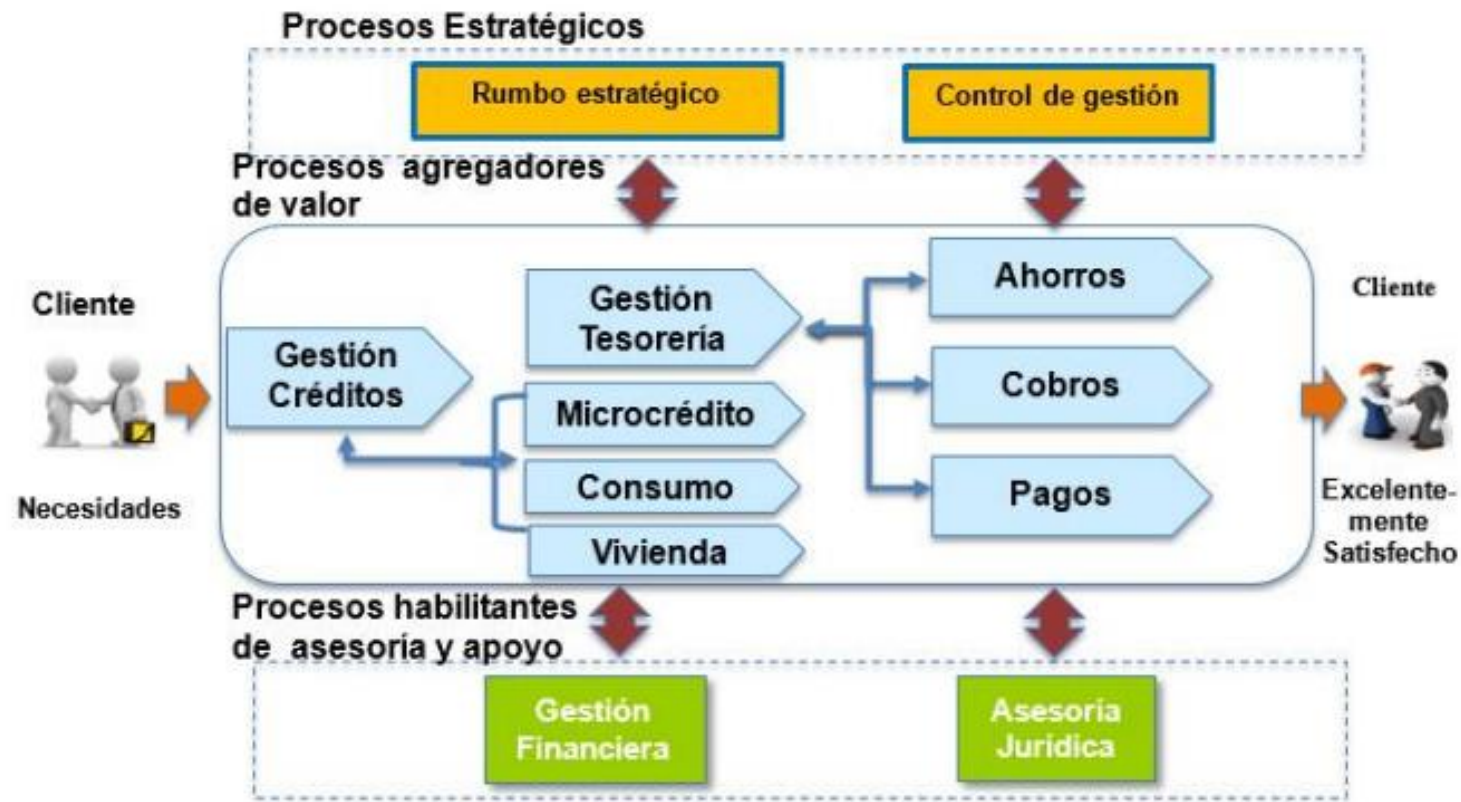 Procesos Estratégicos
Rumbo estratégico
Control de gestión
Procesos agregadores
de valor
Cliente
Necesidades
Gestión
Créditos
Gestión
Tesorería
Microcrédito
Consumo
Vivienda
Ahorros
Cobros
Pagos
Cliente
Excelente-
mente
Satisfecho
Procesos habilitantes
de asesoría y apoyo
Gestión
Financiera
Asesoría
Jurídica